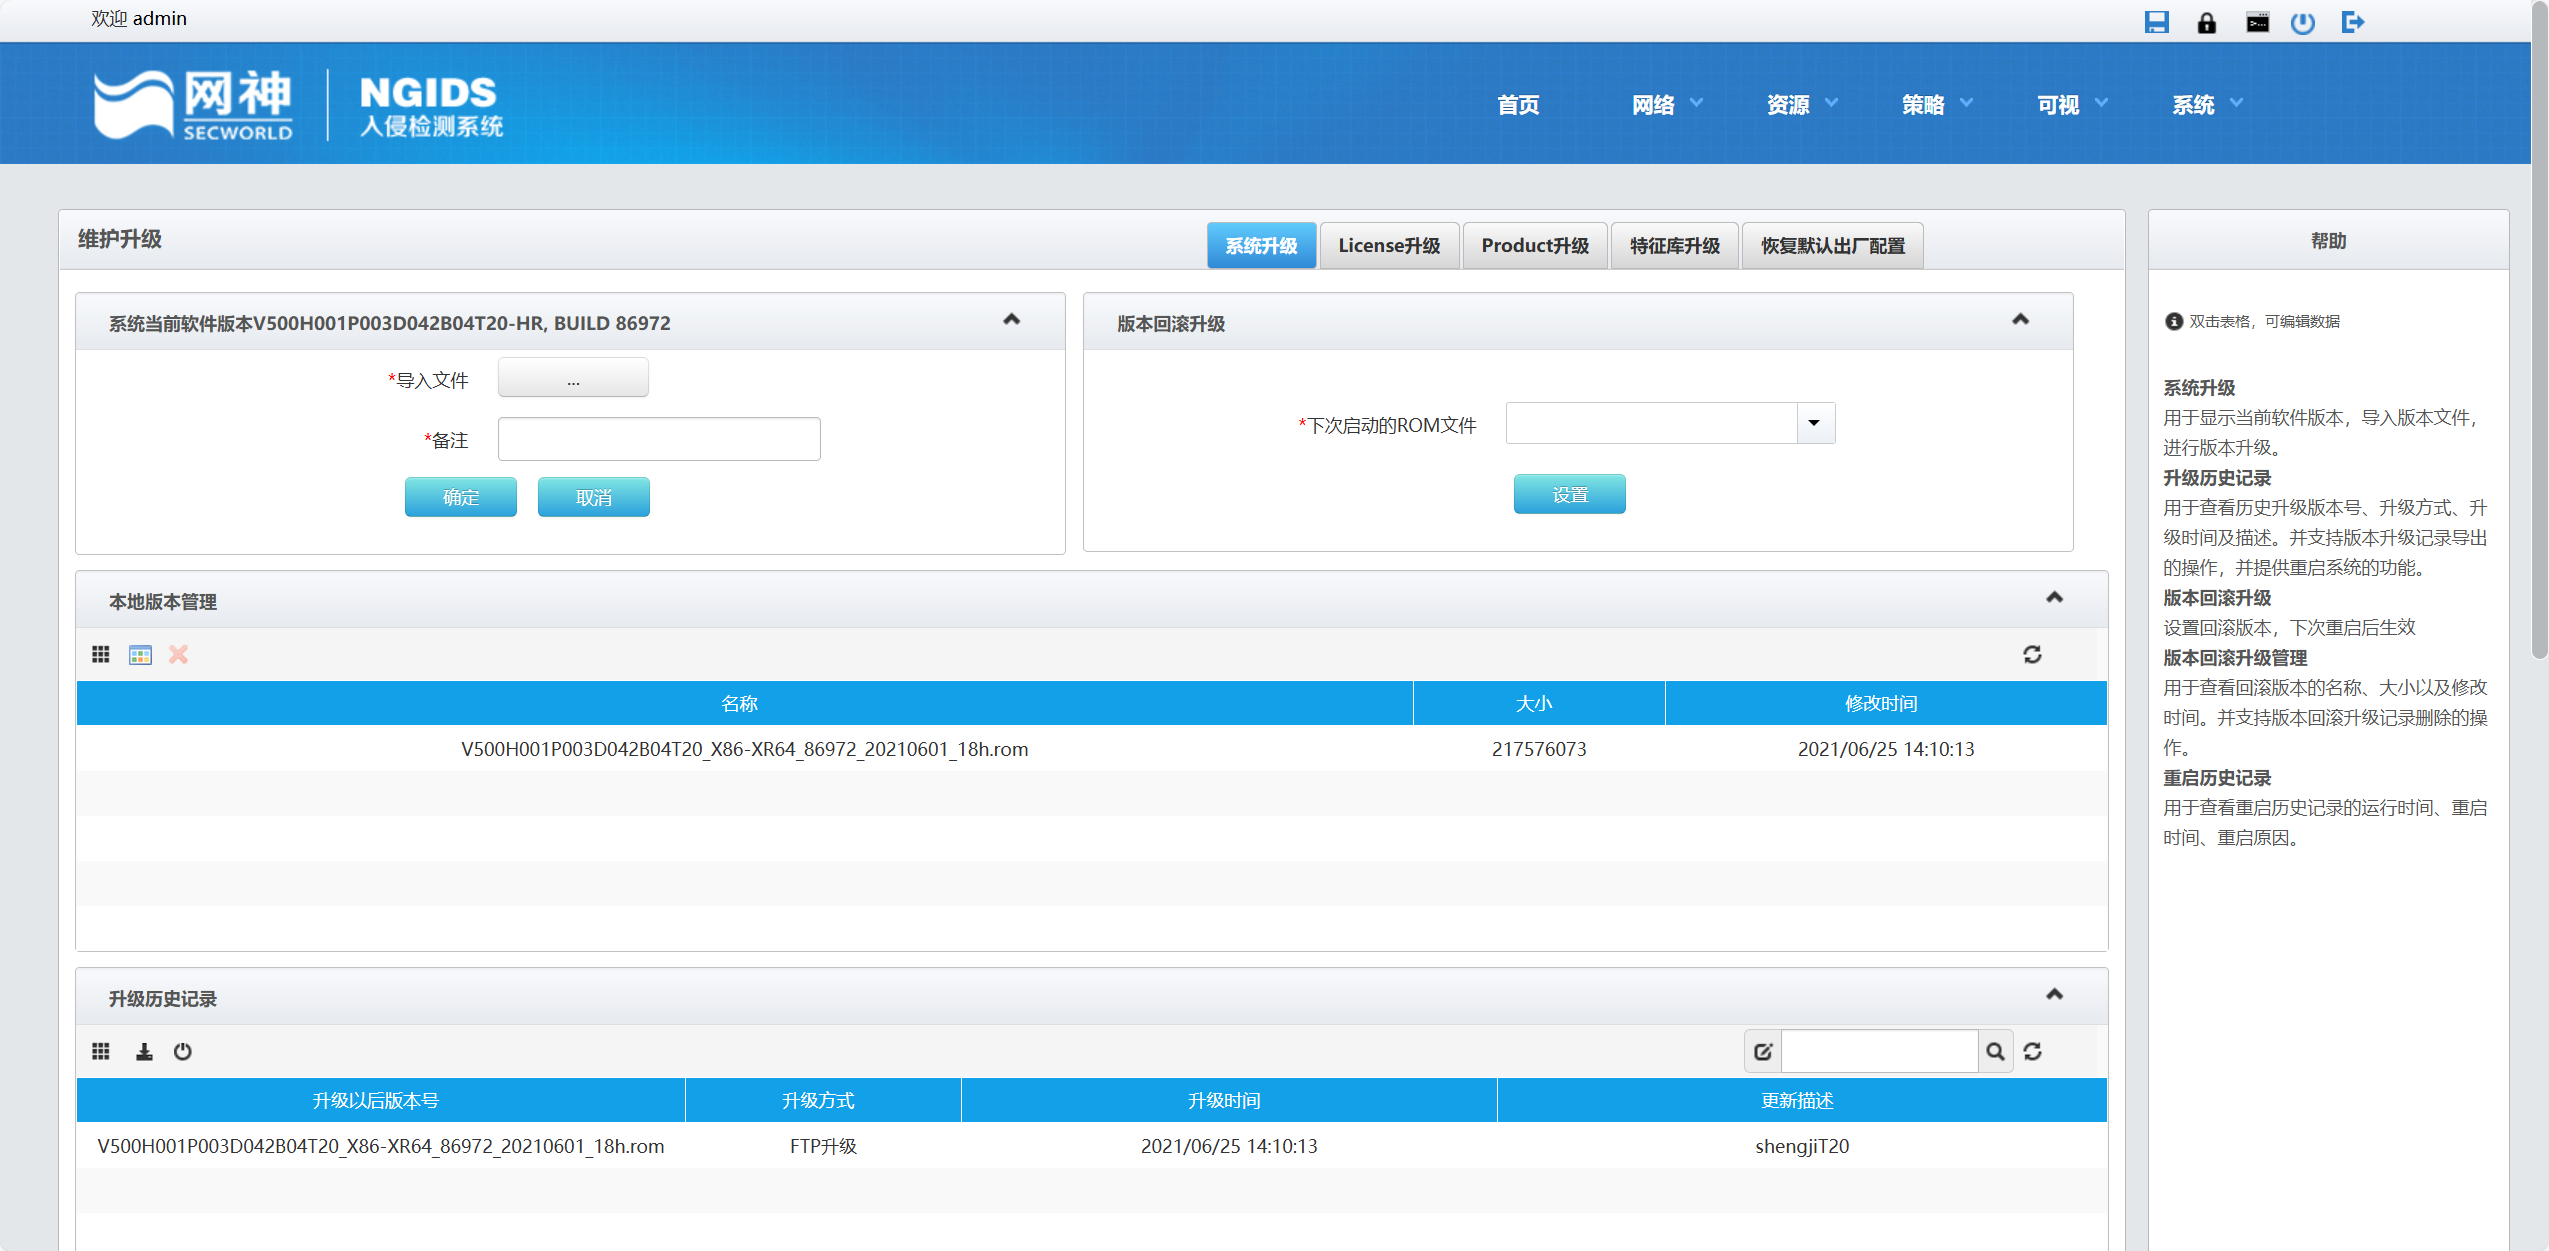 欢迎 admin
网神
SECWORLD
NGIDS
入侵检测系统
首页
网络
资源
策略
可视
系统
维护升级
系统升级
License升级
Product升级
特征库升级
恢复默认出厂配置
系统当前软件版本V500H001P003D042B04T20-HR, BUILD 86972
*导入文件
...
*备注
确定
取消
版本回滚升级
*下次启动的ROM文件
设置
本地版本管理
名称 大小 修改时间
V500H001P003D042B04T20_X86-XR64_86972_20210601_18h.rom 217576073 2021/06/25 14:10:13
升级历史记录
升级以后版本号 升级方式 升级时间 更新描述
V500H001P003D042B04T20_X86-XR64_86972_20210601_18h.rom FTP升级 2021/06/25 14:10:13 shengjiT20
帮助
双击表格，可编辑数据
系统升级
用于显示当前软件版本，导入版本文件，
进行版本升级。
升级历史记录
用于查看历史升级版本号、升级方式、升
级时间及描述。并支持版本升级记录导出
的操作，并提供重启系统的功能。
版本回滚升级
设置回滚版本，下次重启后生效
版本回滚升级管理
用于查看回滚版本的名称、大小以及修改
时间。并支持版本回滚升级记录删除的操
作。
重启历史记录
用于查看重启历史记录的运行时间、重启
时间、重启原因。